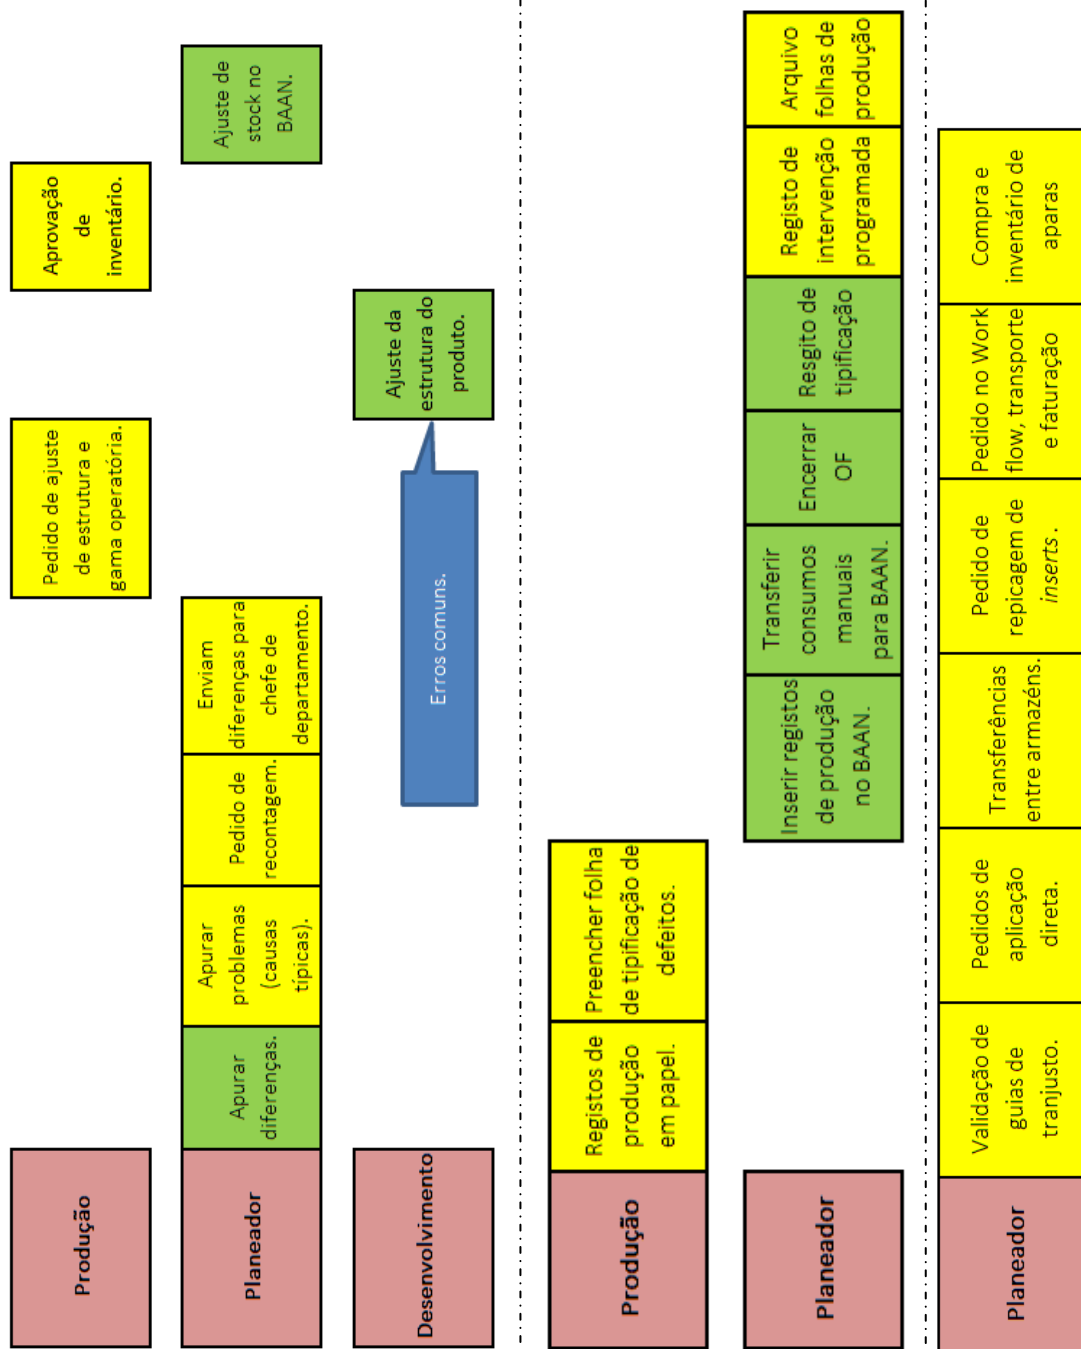 Produção
Pedido de ajuste
de estrutura e
gama operatória.
Aprovação
de
inventário.
Planeador
Apurar
diferenças.
Apurar
problemas
(causas
típicas).
Pedido de
recontagem.
Enviam
diferenças para
chefe de
departamento.
Ajuste de
stock no
BAAN.
Desenvolvimento
Erros comuns.
Ajuste da
estrutura do
produto.
Produção
Registos de
produção
em papel.
Preencher folha
de tipificação de
defeitos.
Planeador
Inserir registos
de produção
no BAAN.
Transferir
consumos
manuais
para BAAN.
Encerrar
OF
Resgito de
tipificação
Registo de
intervenção
programada
Arquivo
folhas de
produção
Planeador
Validação de
guias de
tranjusto.
Pedidos de
aplicação
direta.
Transferências
entre armazéns.
Pedido de
repicagem de
inserts .
Pedido no Work
flow, transporte
e faturação
Compra e
inventário de
aparas